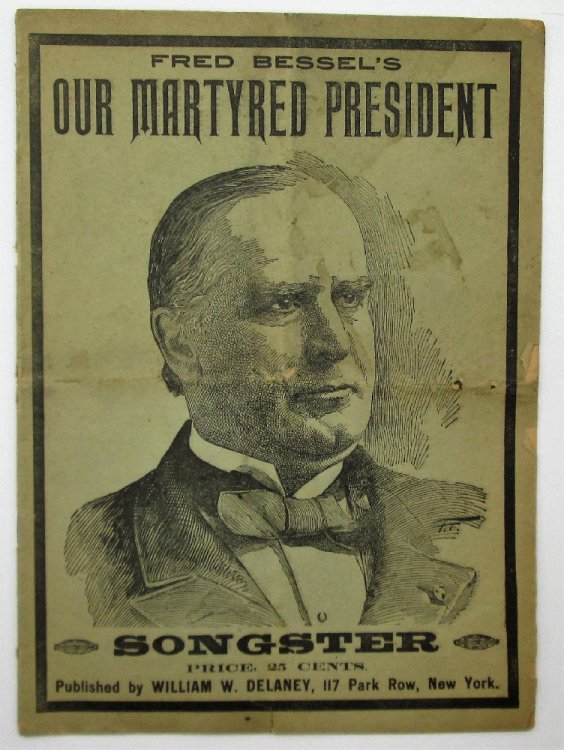 FRED BESSEL'S
OUR MARTYRED PRESIDENT
SONGSTER
PRICE, 25 CENTS.
Published by WILLIAM W. DELANEY, 117 Park Row, New York.